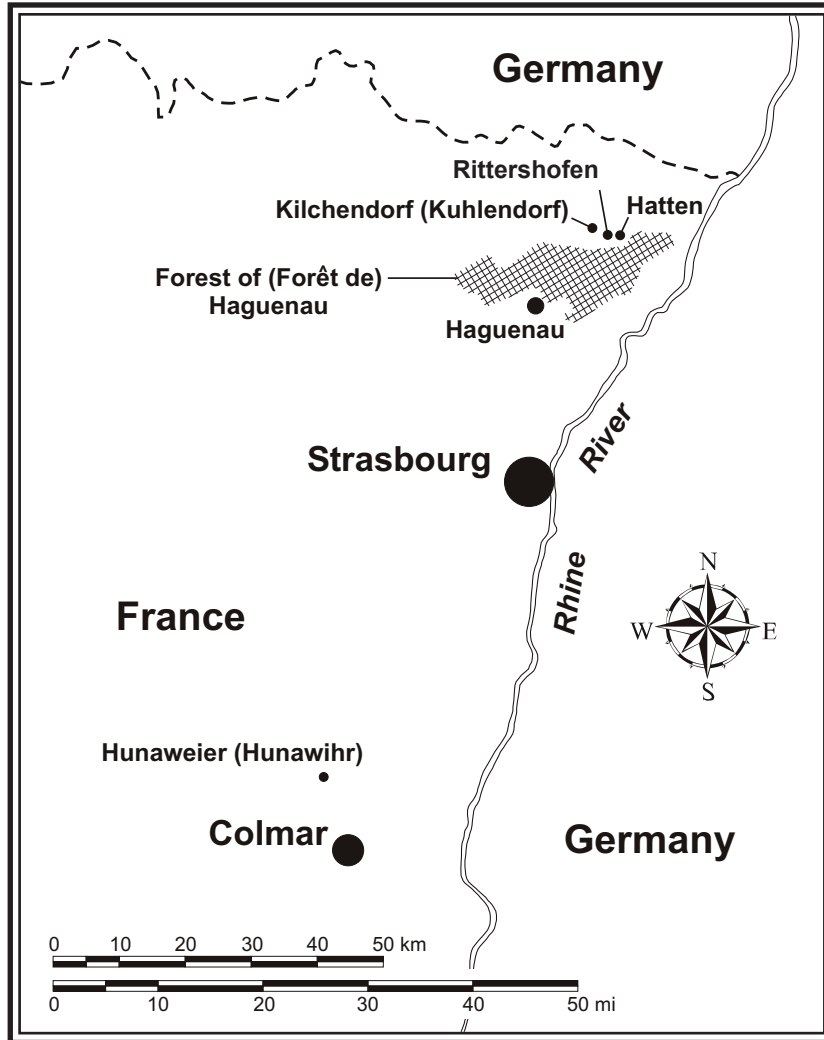 Germany
Rittershofen
Kilchendorf (Kuhlendorf)
Hatten
Forest of (Forêt de)
Haguenau
Haguenau
Strasbourg
River
Rhine
France
N
W
E
S
Hunaweier (Hunawihr)
Colmar
Germany
0 10 20 30 40 50 km
0 10 20 30 40 50 mi